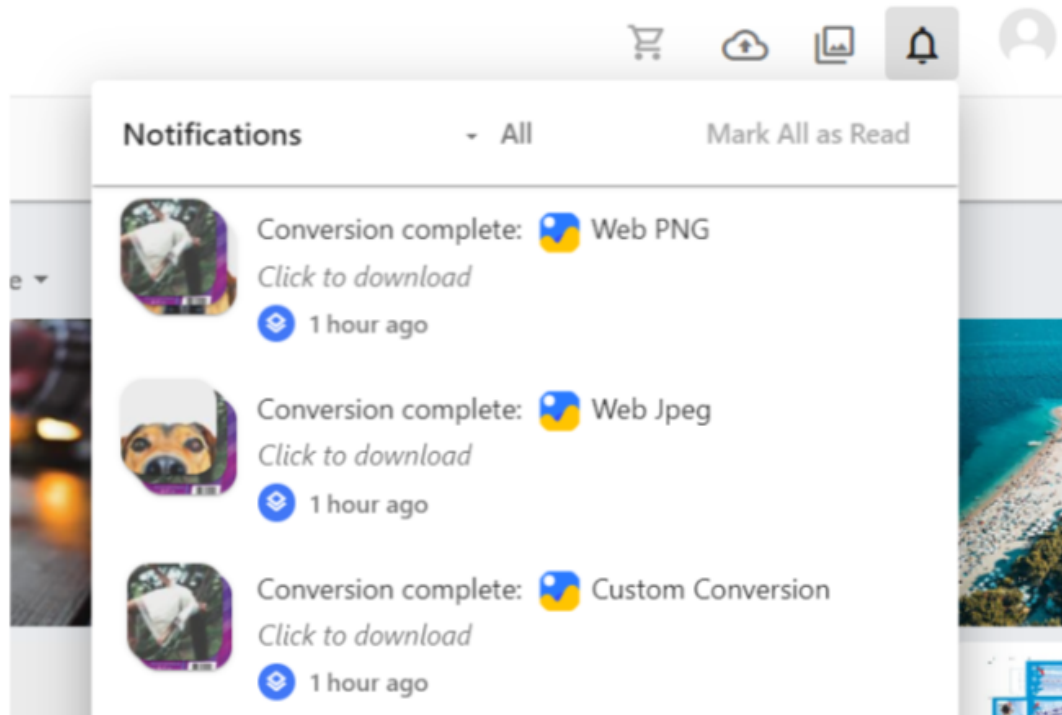 Notifications
All
Mark All as Read
Conversion complete: Web PNG
Click to download
1 hour ago
Conversion complete: Web Jpeg
Click to download
1 hour ago
Conversion complete: Custom Conversion
Click to download
1 hour ago